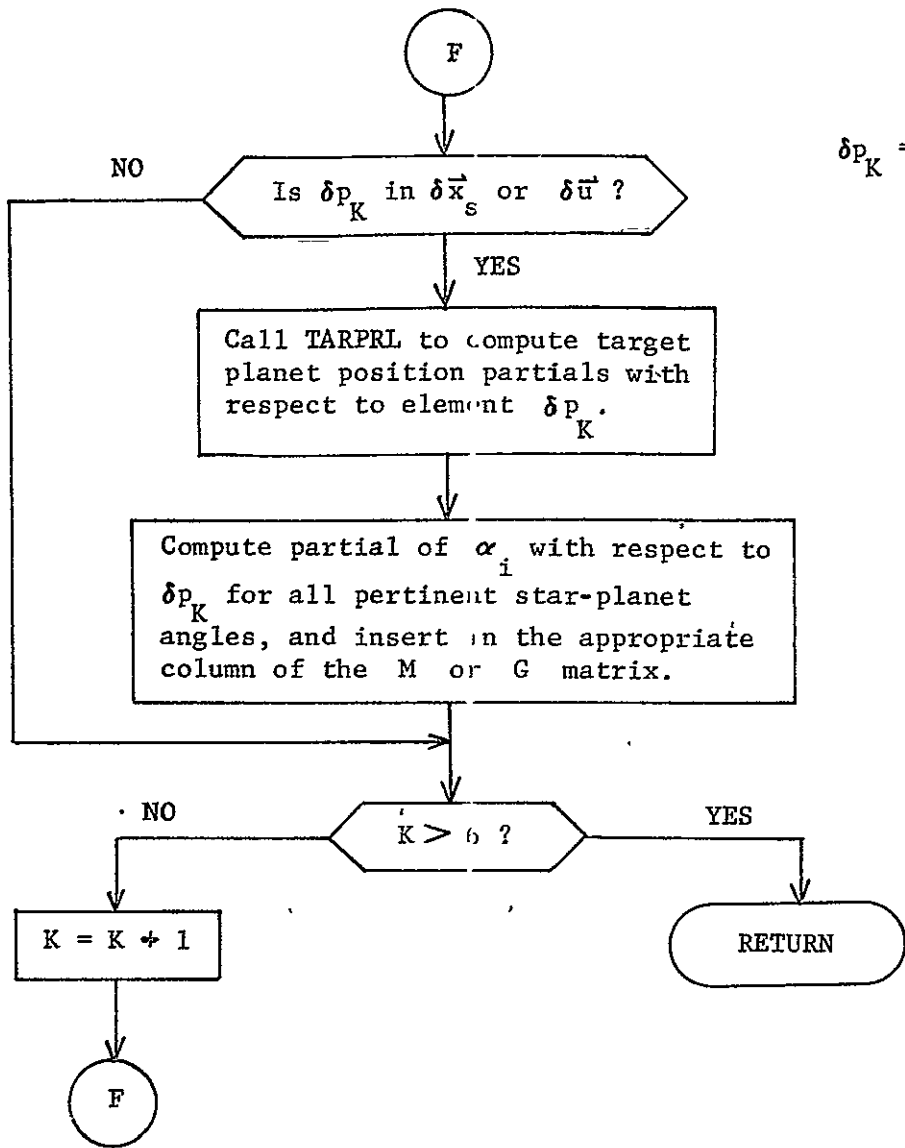 F
δp_K =
NO
Is δp_K in δx⃗_s or δu⃗ ?
YES
Call TARPRL to compute target
planet position partials with
respect to element δp_K.
Compute partial of α_i with respect to
δp_K for all pertinent star-planet
angles, and insert in the appropriate
column of the M or G matrix.
NO
K > 6 ?
YES
K = K + 1
RETURN
F